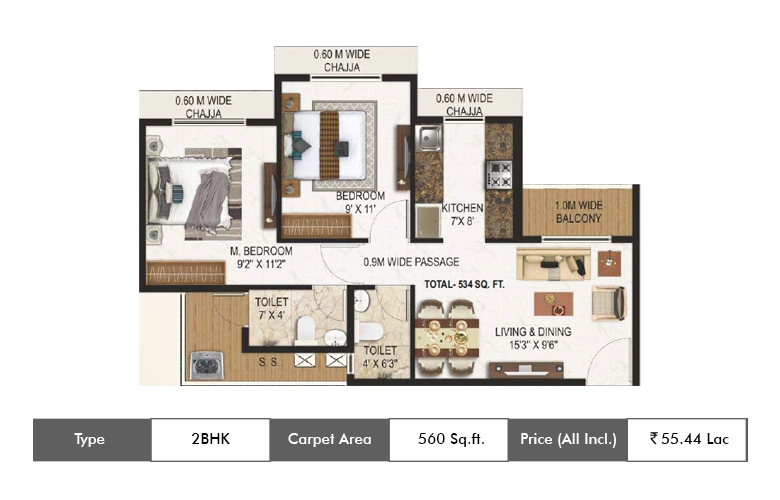 0.60 M WIDE
CHAJJA
0.60 M WIDE
CHAJJA
0.60 M WIDE
CHAJJA
BEDROOM
9' X 11'
KITCHEN
7'X 8'
1.0M WIDE
BALCONY
M. BEDROOM
9'2" X 11'2"
0.9M WIDE PASSAGE
TOTAL- 534 SQ. FT.
TOILET
7' X 4'
LIVING & DINING
15'3" X 9'6"
TOILET
4' X 6'3"
S. S.
Type 2BHK Carpet Area 560 Sq.ft. Price (All Incl.) ₹ 55.44 Lac